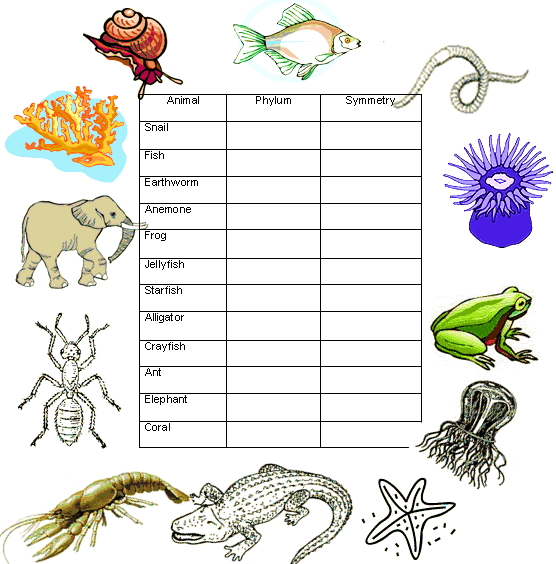 Animal Phylum Symmetry
Snail
Fish
Earthworm
Anemone
Frog
Jellyfish
Starfish
Alligator
Crayfish
Ant
Elephant
Coral